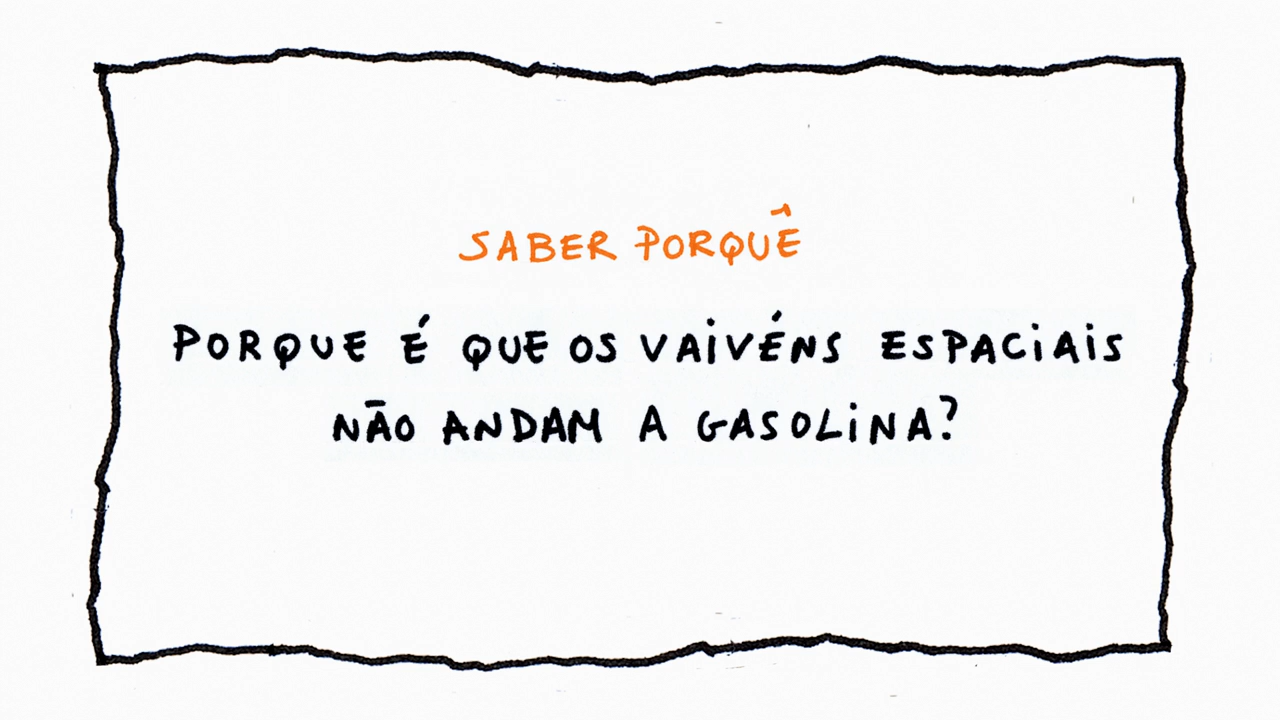 SABER PORQUÊ
PORQUE É QUE OS VAIVÉNS ESPACIAIS
NÃO ANDAM A GASOLINA?